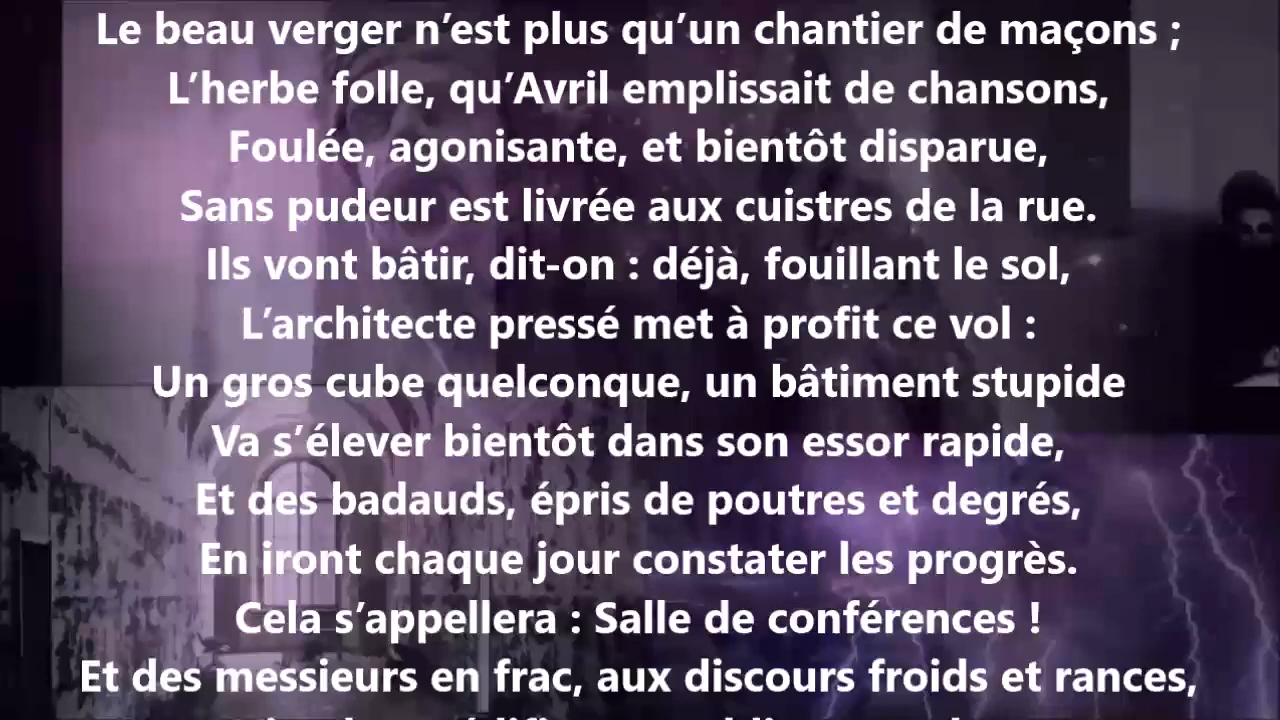 Le beau verger n’est plus qu’un chantier de maçons ;
L’herbe folle, qu’Avril emplissait de chansons,
Foulée, agonisante, et bientôt disparue,
Sans pudeur est livrée aux cuistres de la rue.
Ils vont bâtir, dit-on : déjà, fouillant le sol,
L’architecte pressé met à profit ce vol :
Un gros cube quelconque, un bâtiment stupide
Va s’élever bientôt dans son essor rapide,
Et des badauds, épris de poutres et degrés,
En iront chaque jour constater les progrès.
Cela s’appellera : Salle de conférences !
Et des messieurs en frac, aux discours froids et rances,